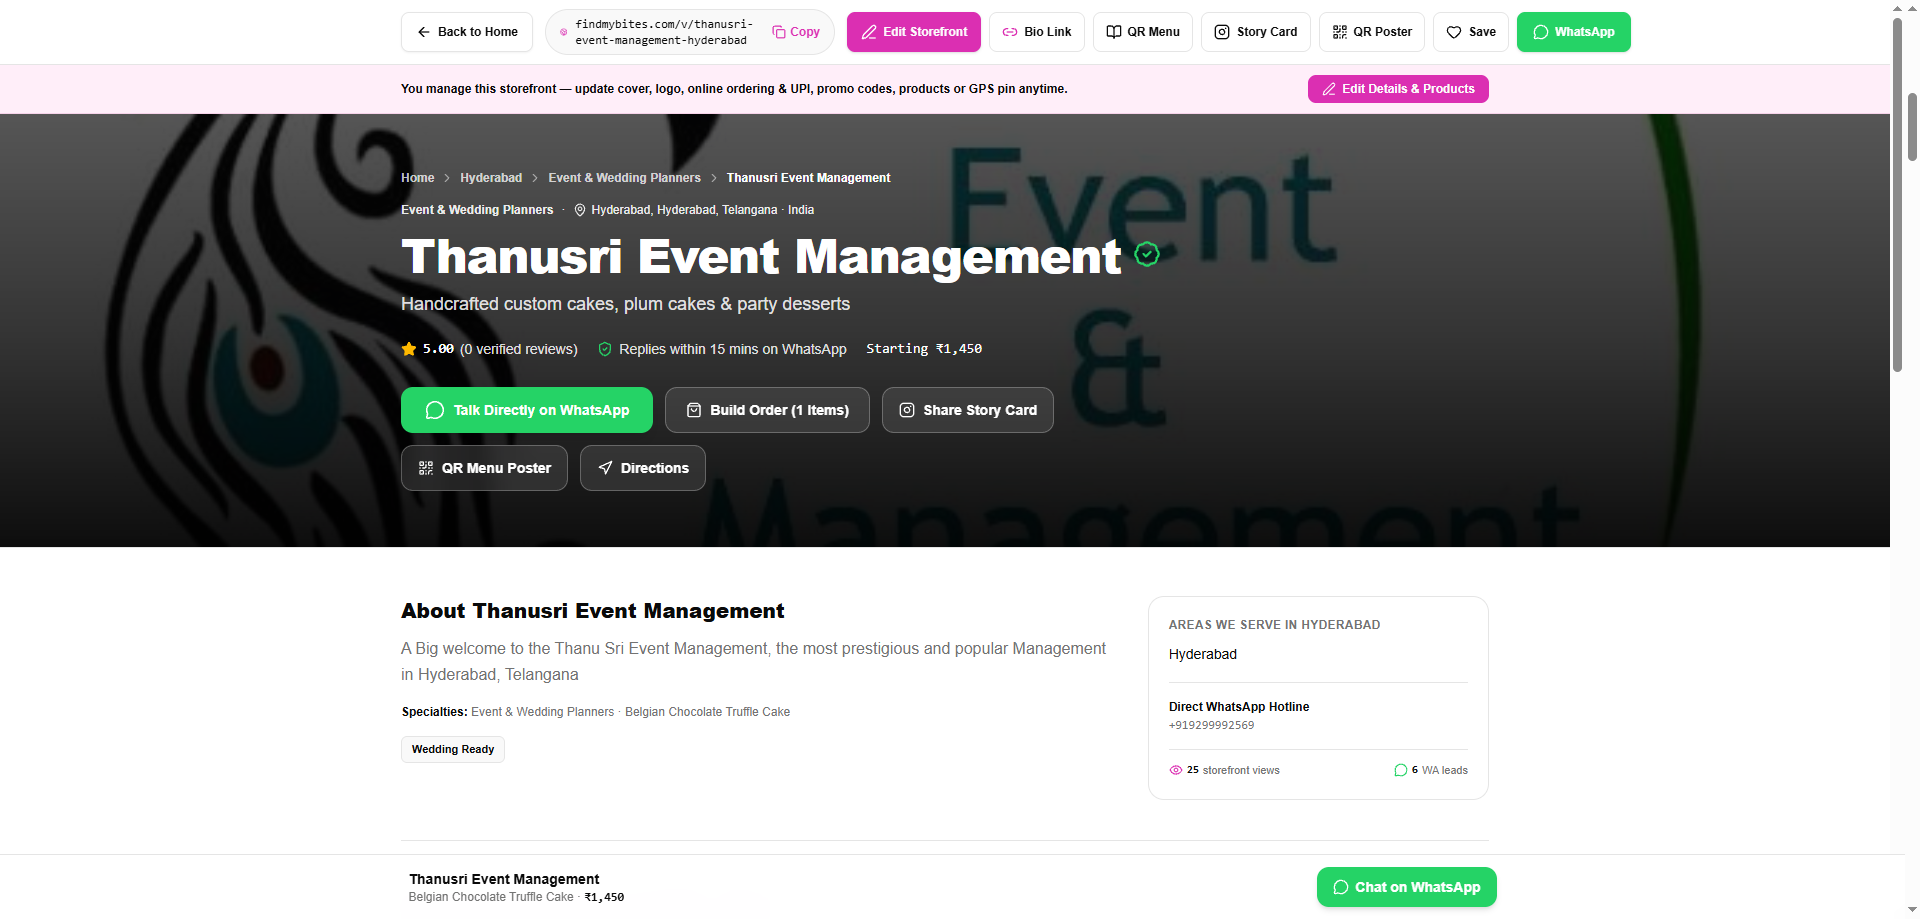 Back to Home
findmybites.com/v/thanusri-
event-management-hyderabad
Copy
Edit Storefront
Bio Link
QR Menu
Story Card
QR Poster
Save
WhatsApp
You manage this storefront — update cover, logo, online ordering & UPI, promo codes, products or GPS pin anytime.
Edit Details & Products
Event
&
Management
Home > Hyderabad > Event & Wedding Planners > Thanusri Event Management
Event & Wedding Planners · Hyderabad, Hyderabad, Telangana · India
Thanusri Event Management
Handcrafted custom cakes, plum cakes & party desserts
5.00 (0 verified reviews) Replies within 15 mins on WhatsApp Starting ₹1,450
Talk Directly on WhatsApp
Build Order (1 Items)
Share Story Card
QR Menu Poster
Directions
About Thanusri Event Management
A Big welcome to the Thanu Sri Event Management, the most prestigious and popular Management
in Hyderabad, Telangana
Specialties: Event & Wedding Planners · Belgian Chocolate Truffle Cake
Wedding Ready
AREAS WE SERVE IN HYDERABAD
Hyderabad
Direct WhatsApp Hotline
+919299992569
25 storefront views
6 WA leads
Thanusri Event Management
Belgian Chocolate Truffle Cake · ₹1,450
Chat on WhatsApp